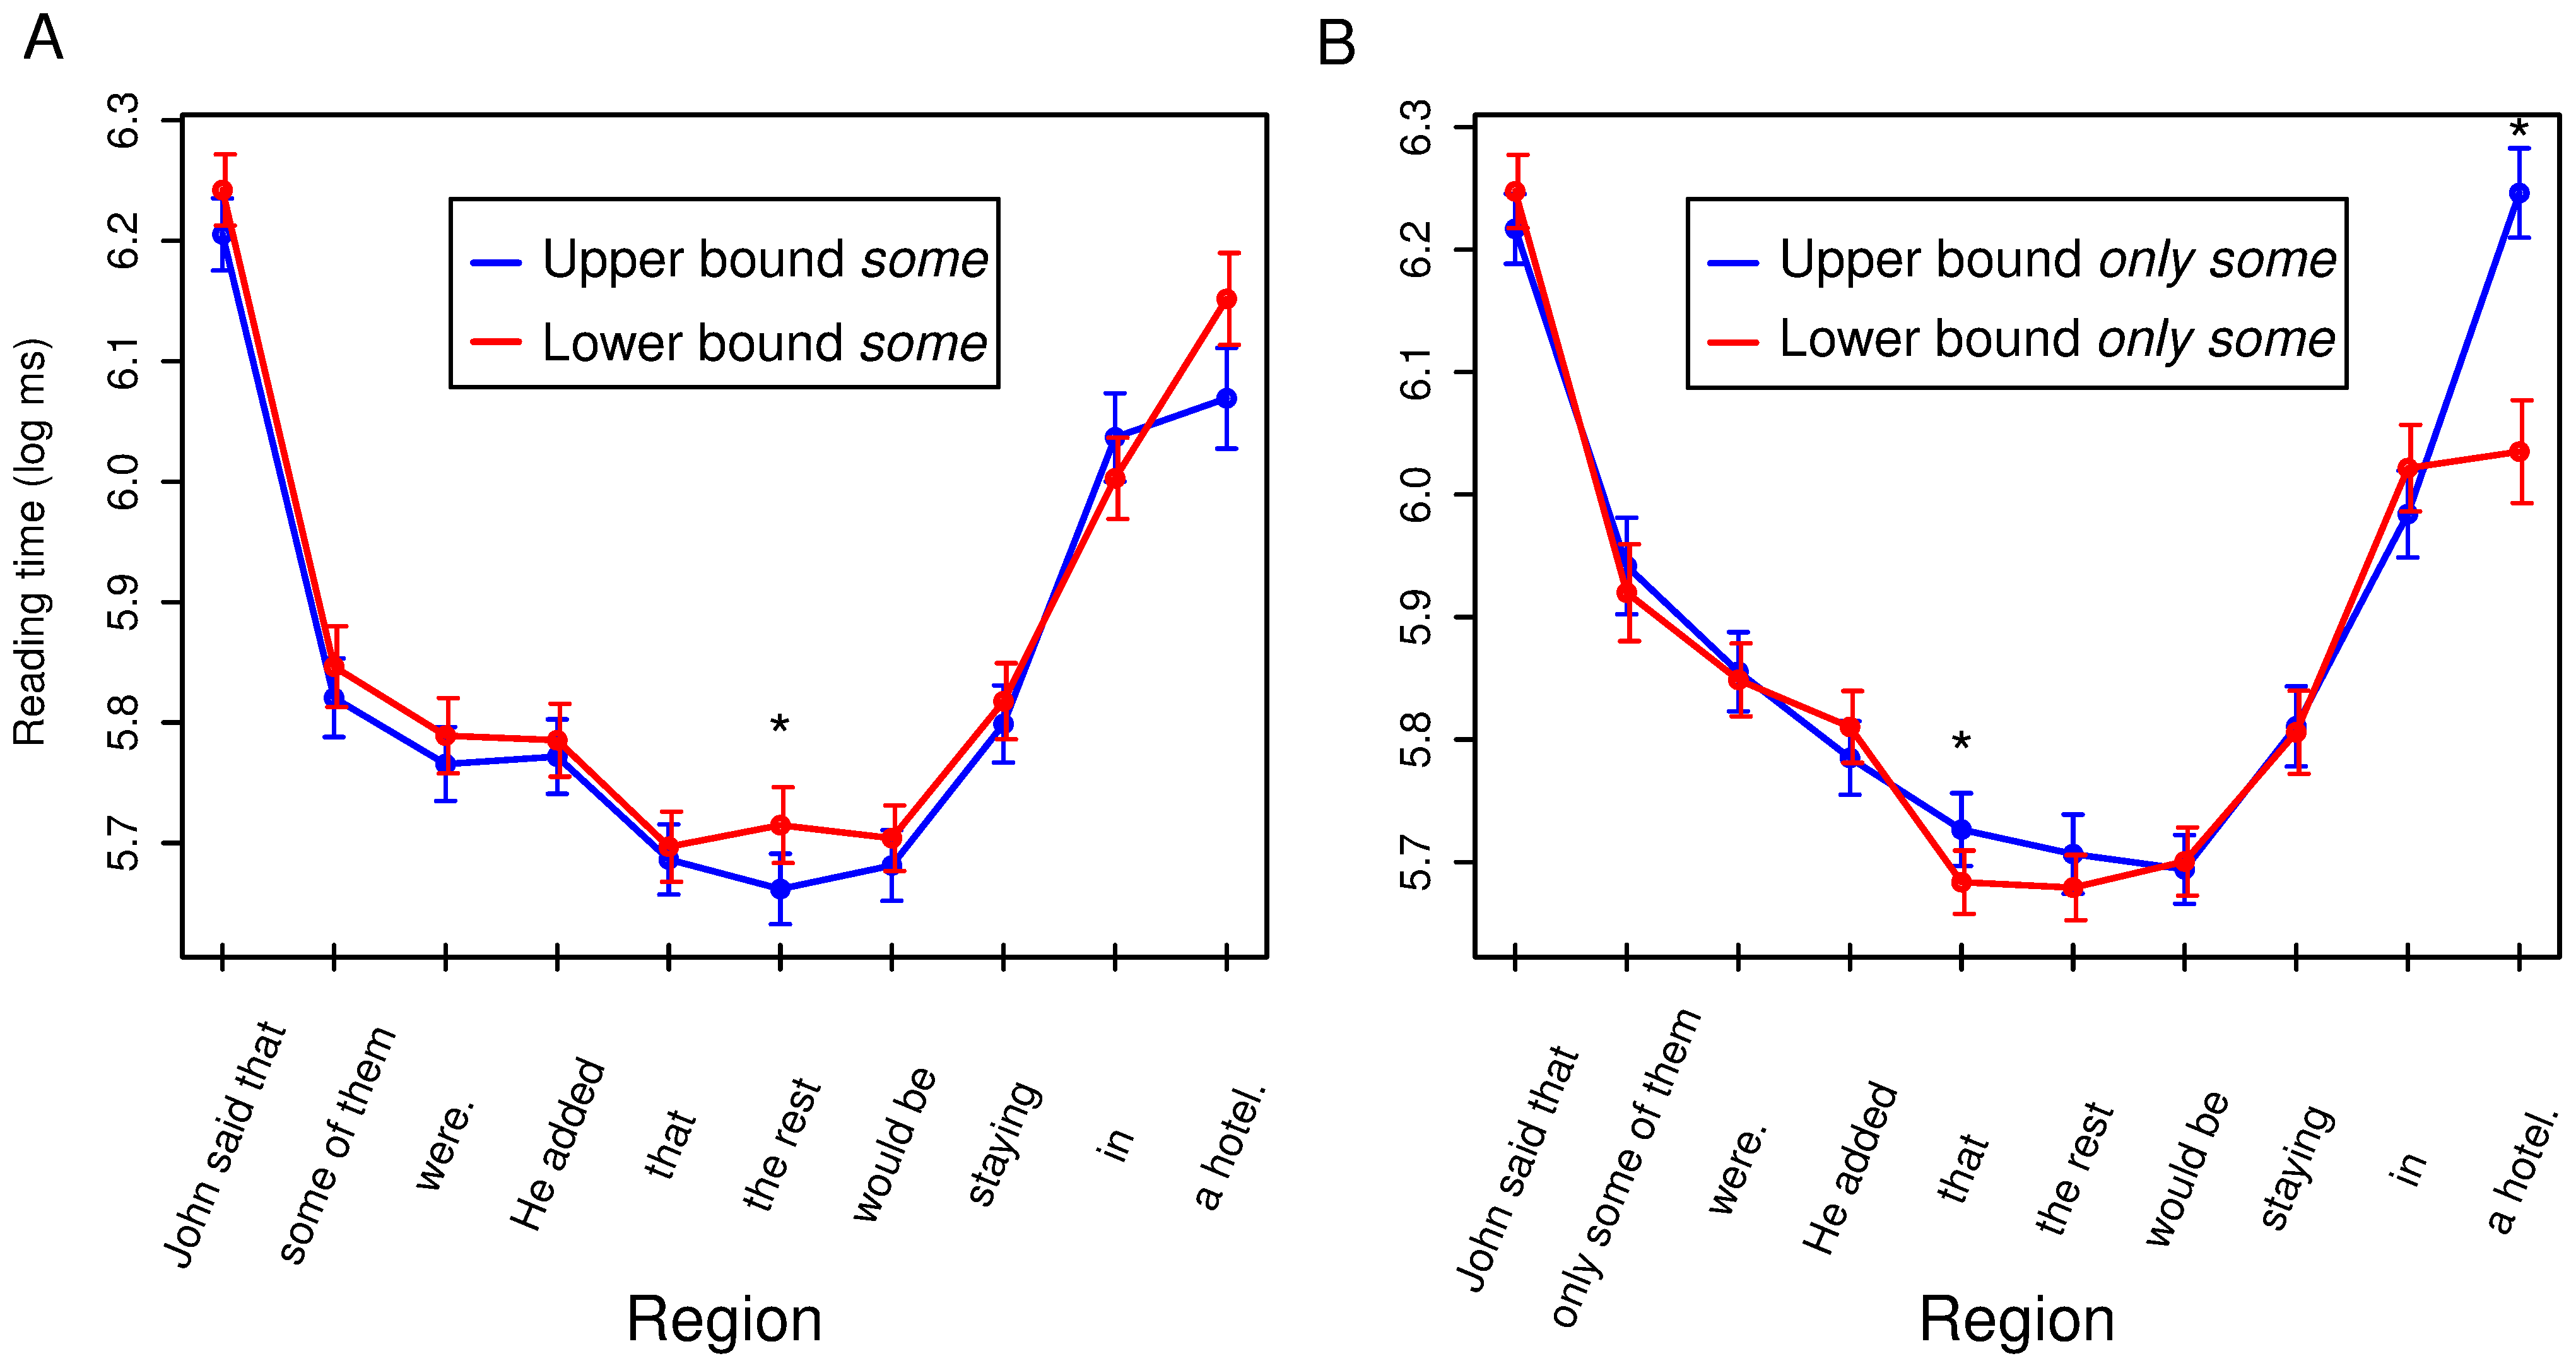 A
Reading time (log ms)
6.3
6.2
6.1
6.0
5.9
5.8
5.7
Upper bound some
Lower bound some
*
John said that
some of them
were.
He added
that
the rest
would be
staying
in
a hotel.
Region
B
6.3
6.2
6.1
6.0
5.9
5.8
5.7
Upper bound only some
Lower bound only some
*
*
John said that
only some of them
were.
He added
that
the rest
would be
staying
in
a hotel.
Region